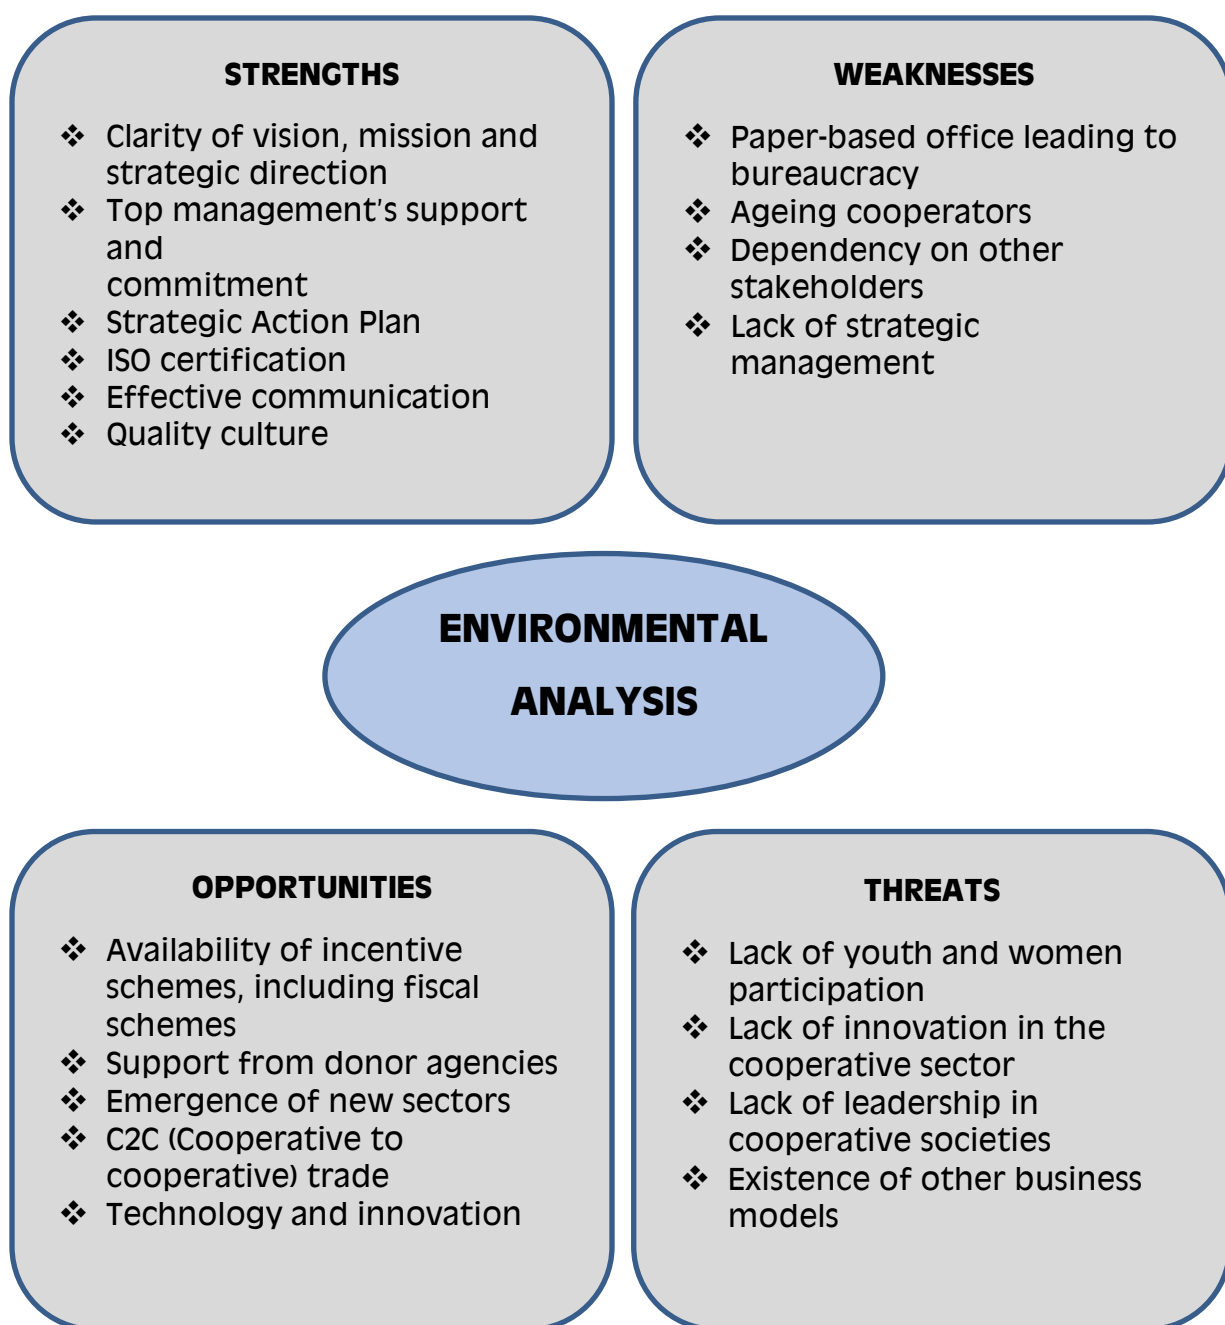 STRENGTHS
❖ Clarity of vision, mission and
strategic direction
❖ Top management's support
and
commitment
❖ Strategic Action Plan
❖ ISO certification
❖ Effective communication
❖ Quality culture
WEAKNESSES
❖ Paper-based office leading to
bureaucracy
❖ Ageing cooperators
❖ Dependency on other
stakeholders
❖ Lack of strategic
management
ENVIRONMENTAL
ANALYSIS
OPPORTUNITIES
❖ Availability of incentive
schemes, including fiscal
schemes
❖ Support from donor agencies
❖ Emergence of new sectors
❖ C2C (Cooperative to
cooperative) trade
❖ Technology and innovation
THREATS
❖ Lack of youth and women
participation
❖ Lack of innovation in the
cooperative sector
❖ Lack of leadership in
cooperative societies
❖ Existence of other business
models